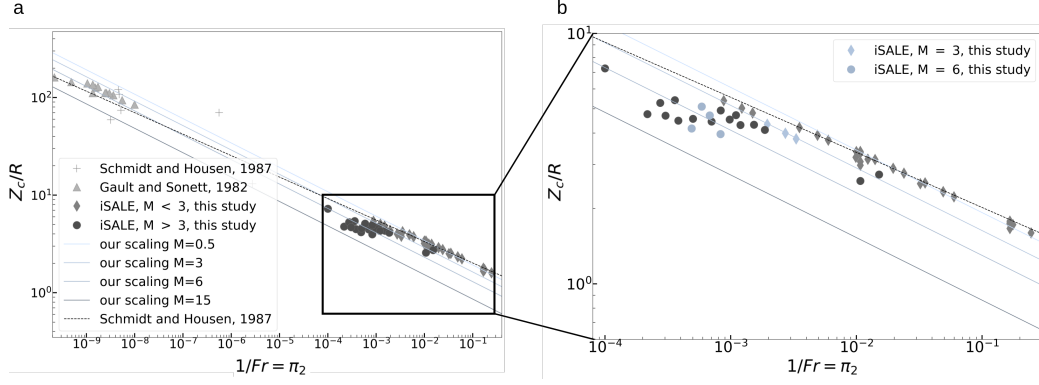 a
b
Z_c/R
10^2
10^1
10^0
10^-9
10^-8
10^-7
10^-6
10^-5
10^-4
10^-3
10^-2
10^-1
1/Fr = π_2
Schmidt and Housen, 1987
Gault and Sonett, 1982
iSALE, M < 3, this study
iSALE, M > 3, this study
our scaling M=0.5
our scaling M=3
our scaling M=6
our scaling M=15
Schmidt and Housen, 1987
Z_c/R
10^1
10^0
10^-4
10^-3
10^-2
10^-1
1/Fr = π_2
iSALE, M = 3, this study
iSALE, M = 6, this study